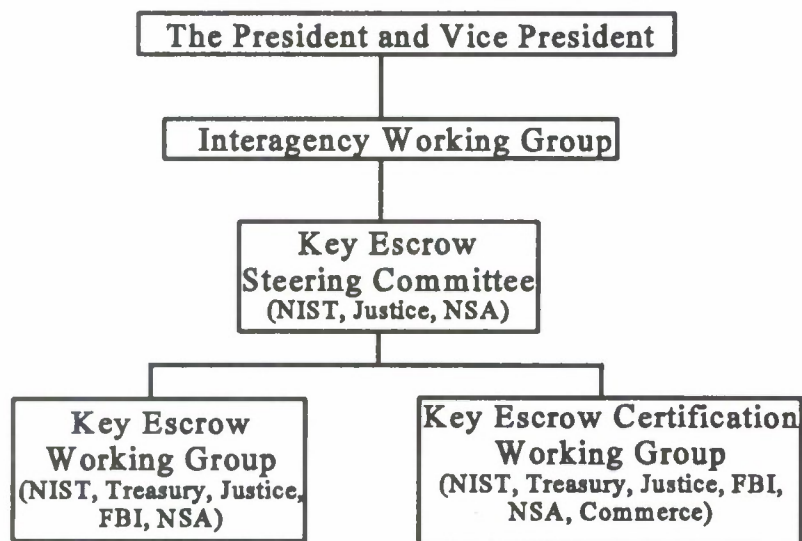 The President and Vice President
Interagency Working Group
Key Escrow
Steering Committee
(NIST, Justice, NSA)
Key Escrow
Working Group
(NIST, Treasury, Justice,
FBI, NSA)
Key Escrow Certification
Working Group
(NIST, Treasury, Justice, FBI,
NSA, Commerce)